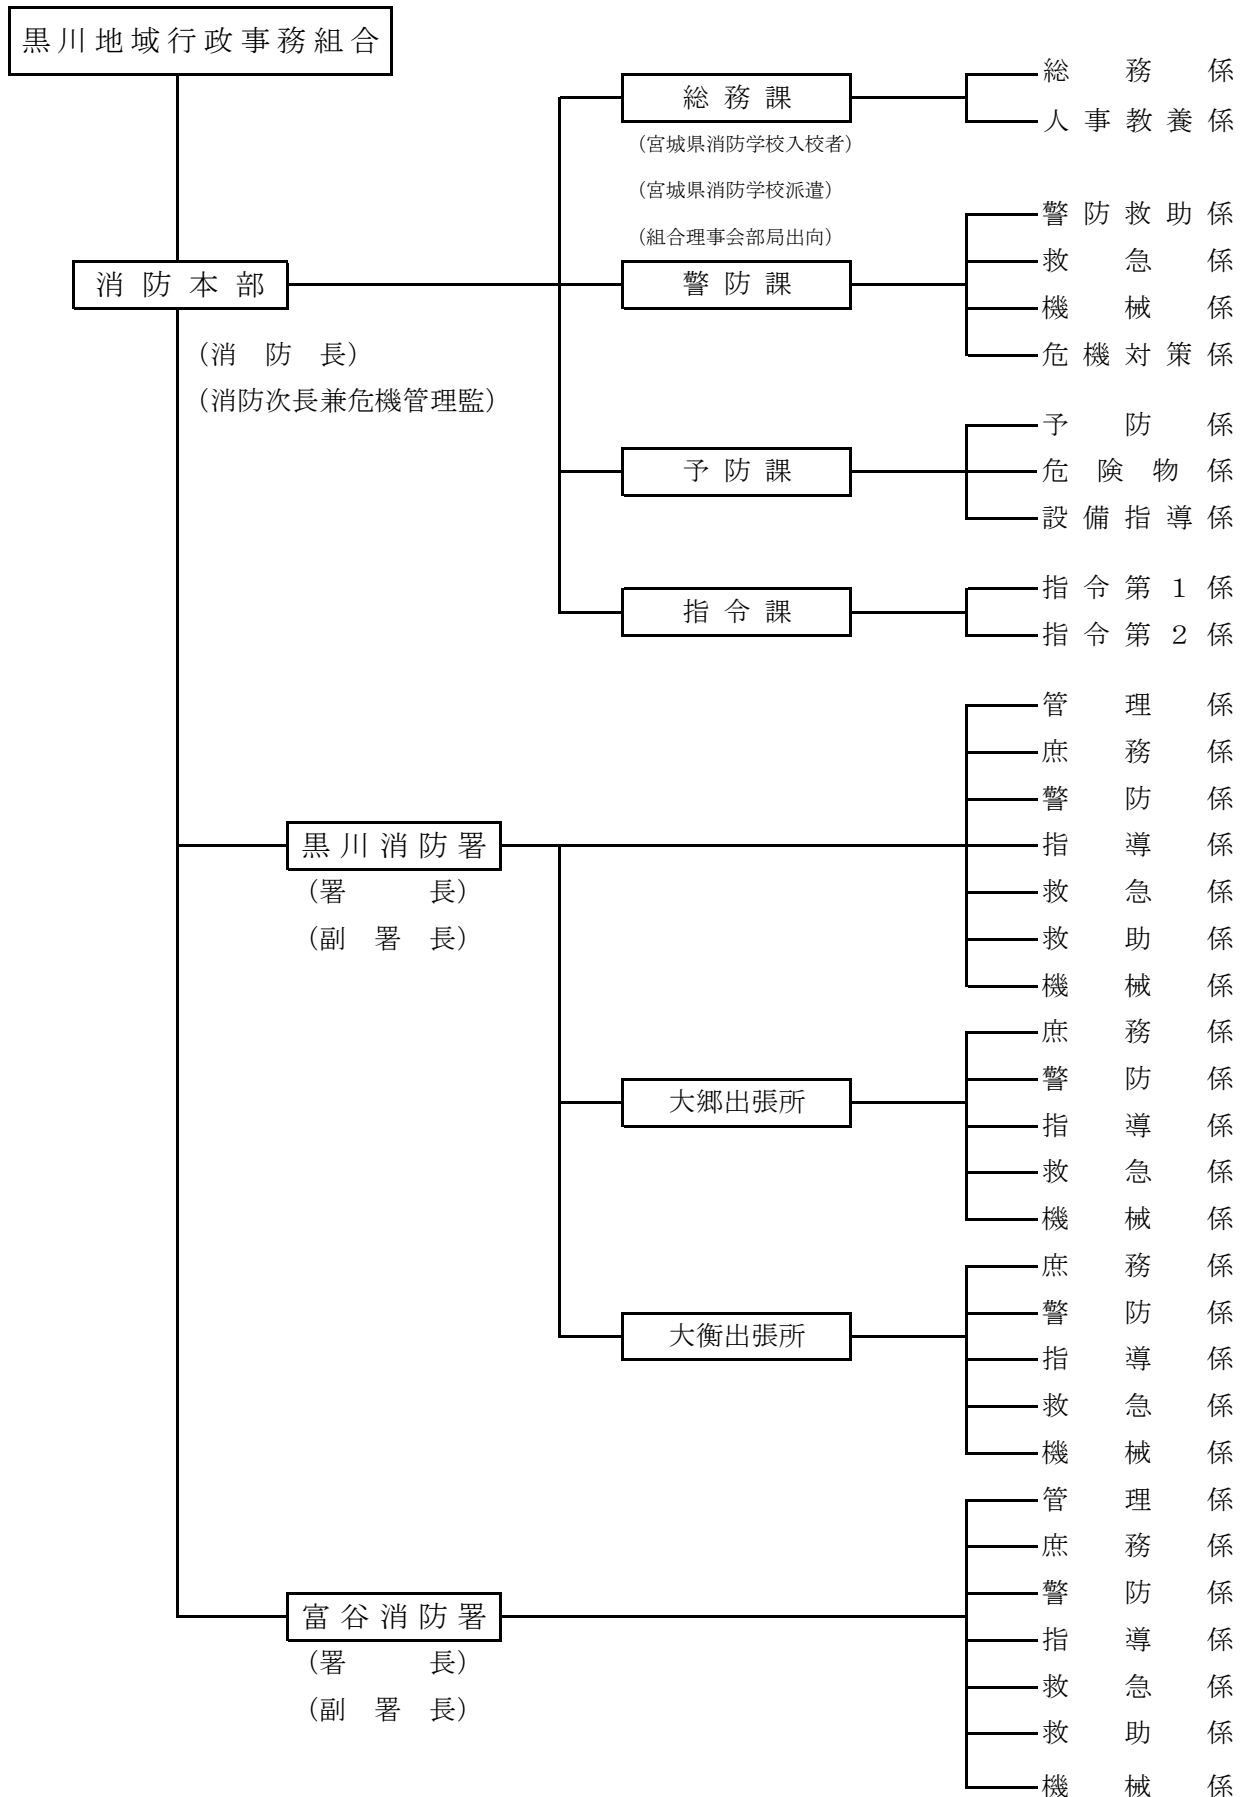 黒川地域行政事務組合
総務課
総務係
人事教養係
(宮城県消防学校入校者)
(宮城県消防学校派遣)
(組合理事会部局出向)
消防本部
(消防長)
(消防次長兼危機管理監)
警防課
警防救助係
救急係
機械係
危機対策係
予防課
予防係
危険物係
設備指導係
指令課
指令第1係
指令第2係
黒川消防署
(署長)
(副署長)
管理係
庶務係
警防係
指導係
救急係
救助係
機械係
大郷出張所
庶務係
警防係
指導係
救急係
機械係
大衡出張所
庶務係
警防係
指導係
救急係
機械係
富谷消防署
(署長)
(副署長)
管理係
庶務係
警防係
指導係
救急係
救助係
機械係